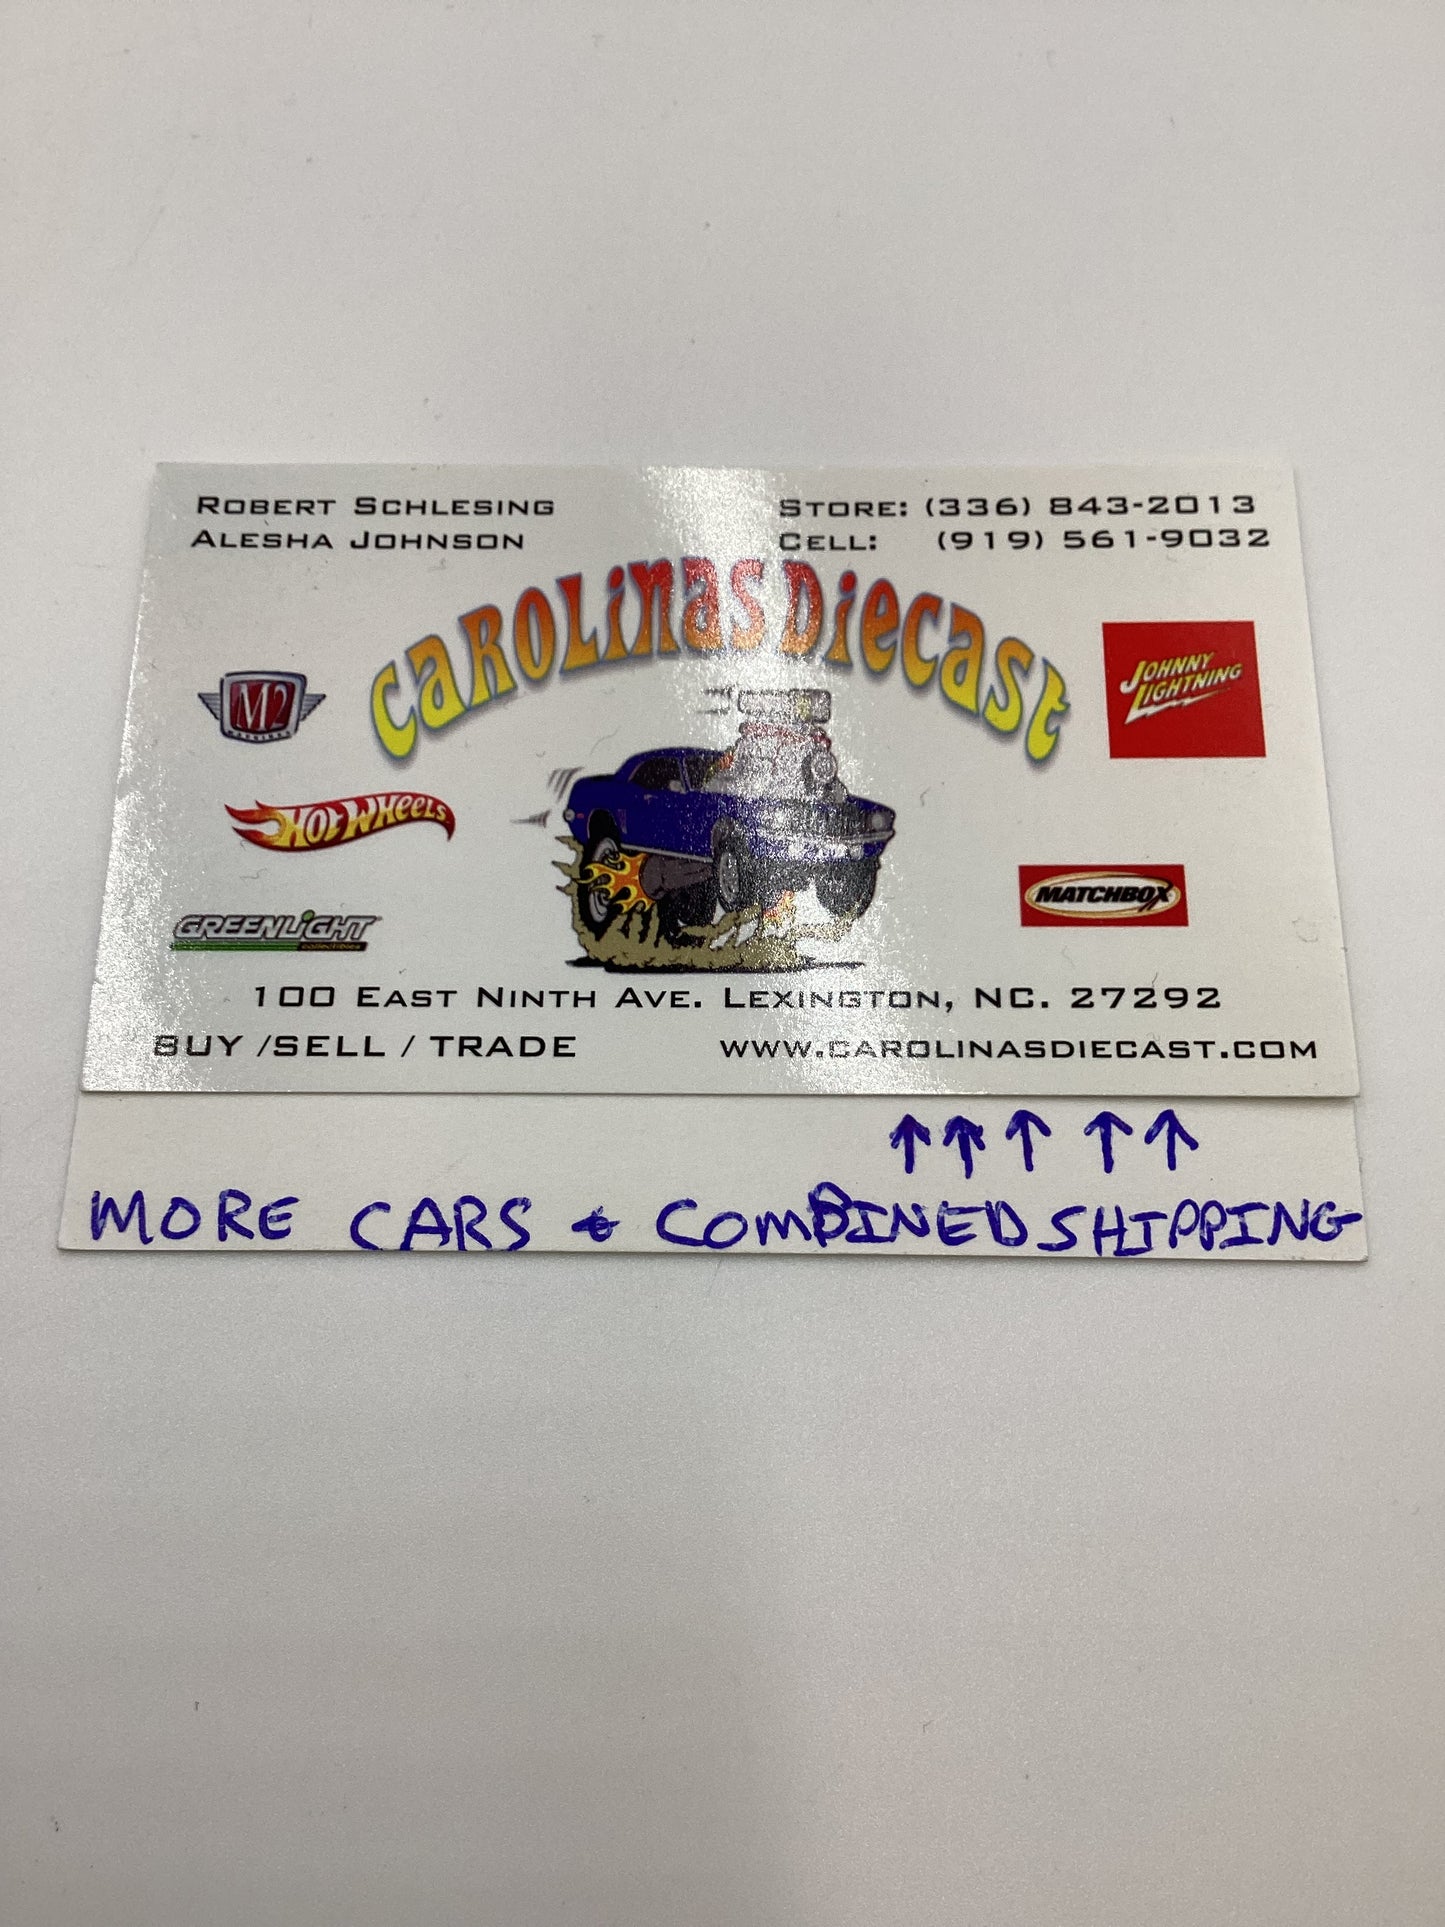 ROBERT SCHLESING
ALESHA JOHNSON
STORE: (336) 843-2013
CELL: (919) 561-9032
CAROLINAS DIECAST
M2
MACHINES
JOHNNY
LIGHTNING
HOT WHEELS
MATCHBOX
GREENLIGHT
collectibles
100 EAST NINTH AVE. LEXINGTON, NC. 27292
BUY /SELL / TRADE
WWW.CAROLINASDIECAST.COM
↑ ↑ ↑ ↑ ↑
MORE CARS & COMBINED SHIPPING